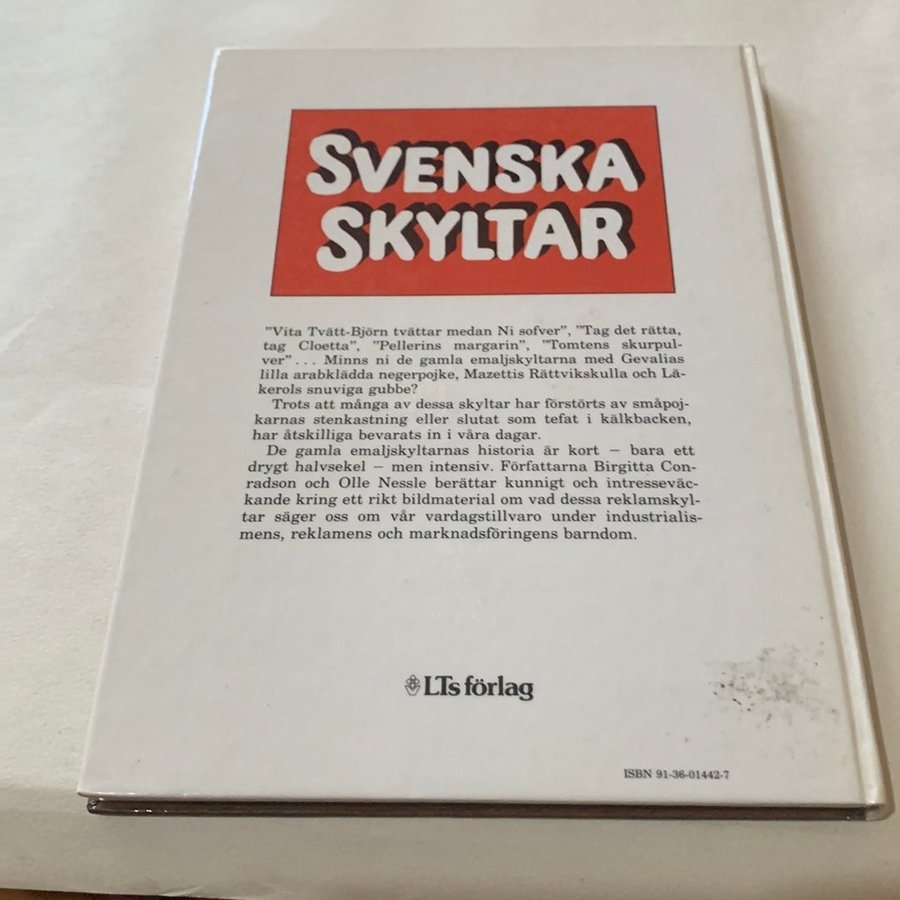 SVENSKA
SKYLTAR
”Vita Tvätt-Björn tvättar medan Ni sofver”, ”Tag det rätta,
tag Cloetta”, ”Pellerins margarin”, ”Tomtens skurpul-
ver”... Minns ni de gamla emaljskyltarna med Gevalias
lilla arabklädda negerpojke, Mazettis Rättvikskulla och Lä-
kerols snuviga gubbe?
Trots att många av dessa skyltar har förstörts av småpoj-
karnas stenkastning eller slutat som tefat i kälkbacken,
har åtskilliga bevarats in i våra dagar.
De gamla emaljskyltarnas historia är kort – bara ett
drygt halvsekel – men intensiv. Författarna Birgitta Con-
radson och Olle Nessle berättar kunnigt och intresseväc-
kande kring ett rikt bildmaterial om vad dessa reklamskyl-
tar säger oss om vår vardagstillvaro under industrialis-
mens, reklamens och marknadsföringens barndom.
LTs förlag
ISBN 91-36-01442-7